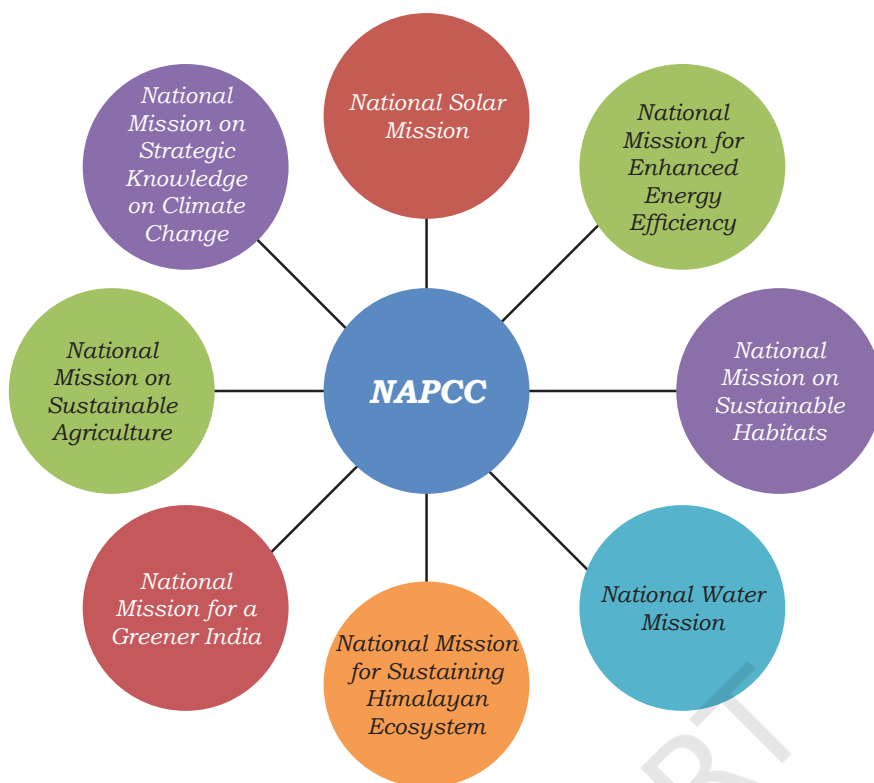 National Solar
Mission
National
Mission for
Enhanced
Energy
Efficiency
National
Mission on
Sustainable
Habitats
National Water
Mission
National Mission
for Sustaining
Himalayan
Ecosystem
National
Mission for a
Greener India
National
Mission on
Sustainable
Agriculture
National
Mission on
Strategic
Knowledge
on Climate
Change
NAPCC
RT